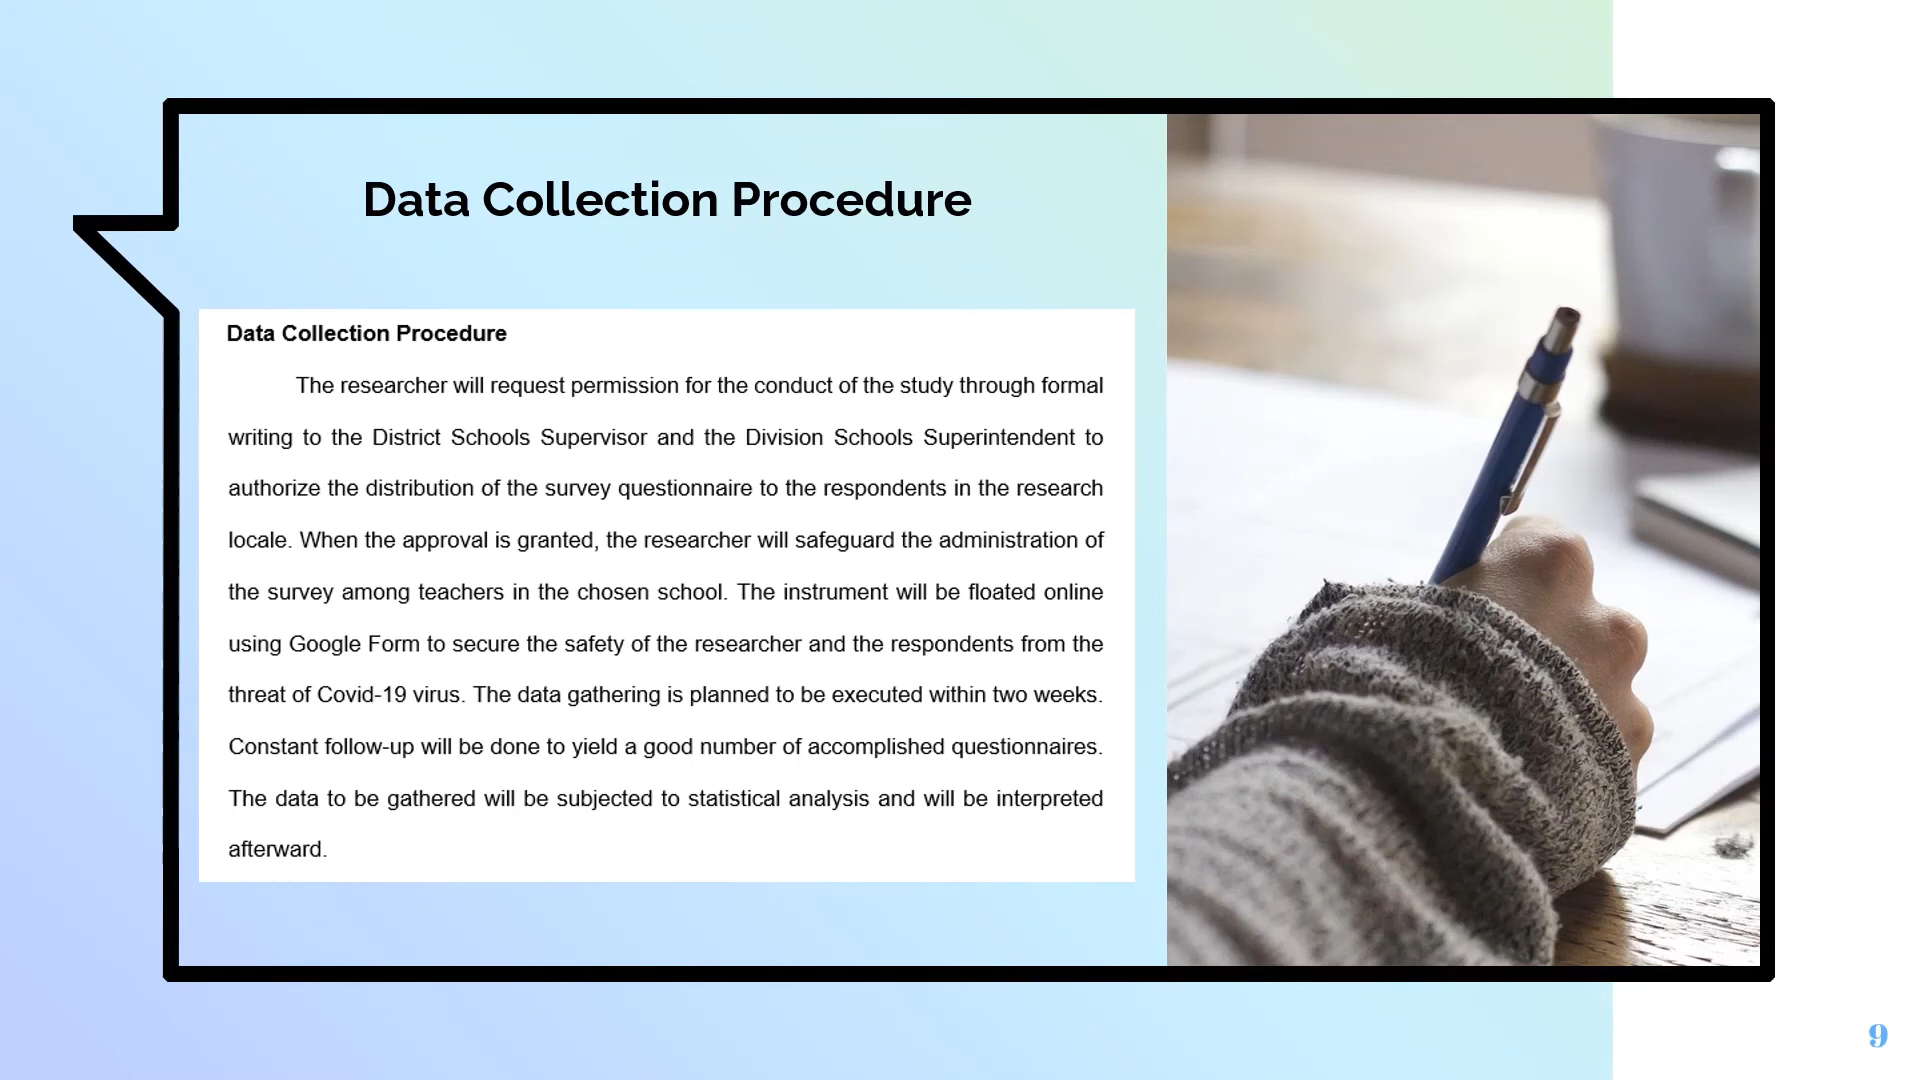 Data Collection Procedure
Data Collection Procedure
The researcher will request permission for the conduct of the study through formal
writing to the District Schools Supervisor and the Division Schools Superintendent to
authorize the distribution of the survey questionnaire to the respondents in the research
locale. When the approval is granted, the researcher will safeguard the administration of
the survey among teachers in the chosen school. The instrument will be floated online
using Google Form to secure the safety of the researcher and the respondents from the
threat of Covid-19 virus. The data gathering is planned to be executed within two weeks.
Constant follow-up will be done to yield a good number of accomplished questionnaires.
The data to be gathered will be subjected to statistical analysis and will be interpreted
afterward.
9